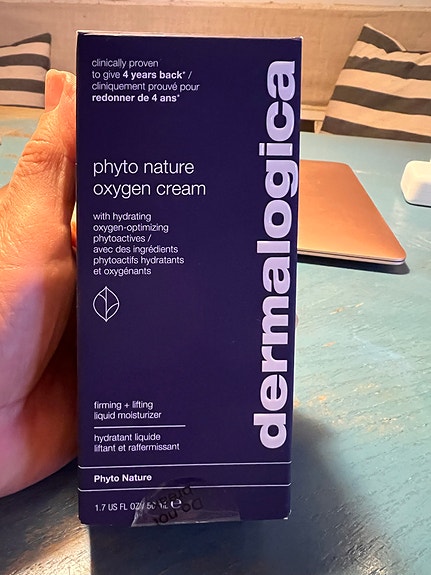 clinically proven
to give 4 years back* /
cliniquement prouvé pour
redonner de 4 ans*
phyto nature
oxygen cream
with hydrating
oxygen-optimizing
phytoactives /
avec des ingrédients
phytoactifs hydratants
et oxygénants
dermalogica
firming + lifting
liquid moisturizer
hydratant liquide
liftant et raffermissant
Phyto Nature
1.7 US FL OZ / 50 mL ℮